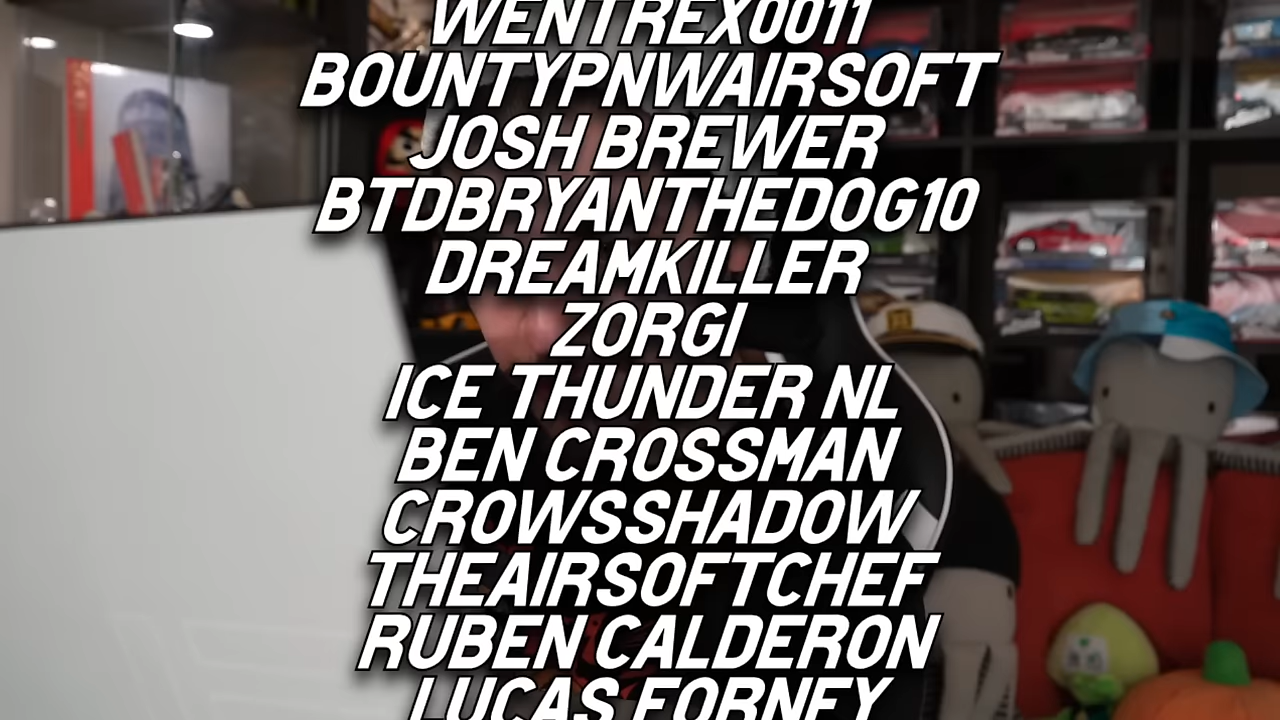 WENTREX0011
BOUNTYPNWAIRSOFT
JOSH BREWER
BTDBRYANTHEDOG10
DREAMKILLER
ZORGI
ICE THUNDER NL
BEN CROSSMAN
CROWSSHADOW
THEAIRSOFTCHEF
RUBEN CALDERON
LUCAS FORNEY